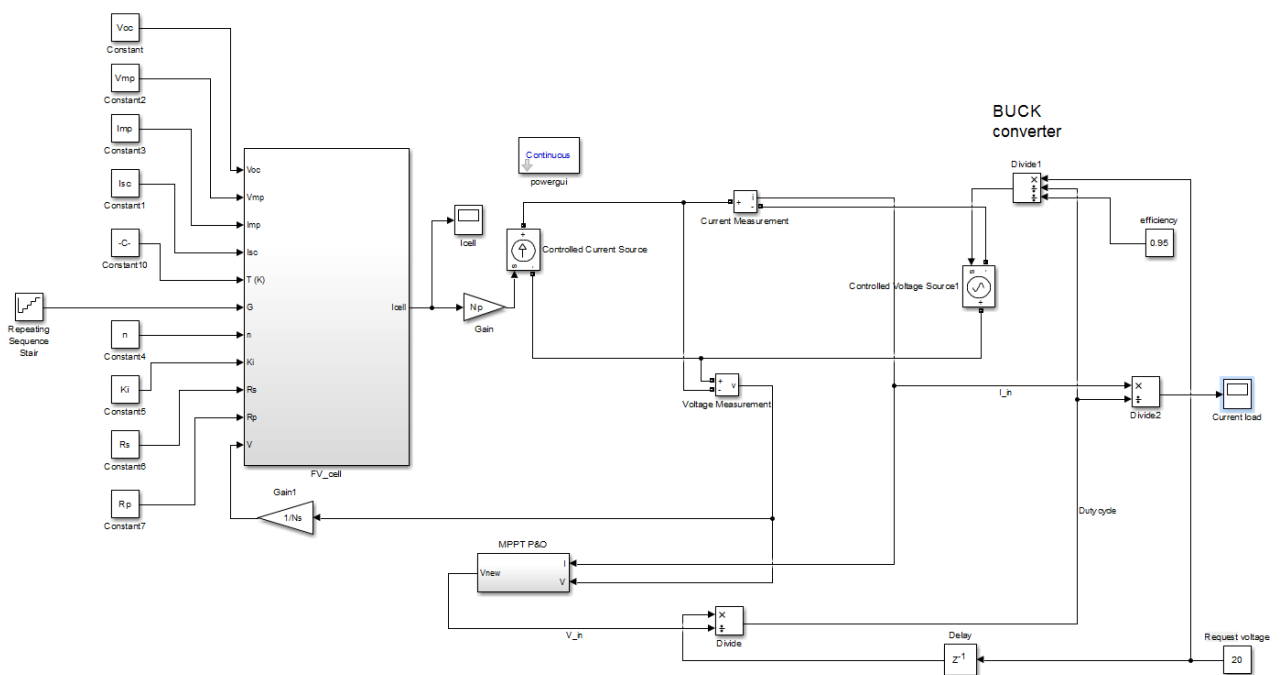 Voc
Constant
Vmp
Constant2
Imp
Constant3
Isc
Constant1
-C-
Constant10
Repeating
Sequence
Stair
n
Constant4
Ki
Constant5
Rs
Constant6
Rp
Constant7
Voc
Vmp
Imp
Isc
T (K)
G
n
Ki
Rs
Rp
V
Icell
FV_cell
Gain1
1/Ns
Icell
Np
Gain
Continuous
powergui
+
s
-
Controlled Current Source
+
i
-
Current Measurement
+
-
v
Voltage Measurement
BUCK
converter
Divide1
×
÷
÷
efficiency
0.95
s
-
+
Controlled Voltage Source1
I_in
×
÷
Divide2
Current load
Duty cycle
MPPT P&O
Vnew
I
V
V_in
×
÷
Divide
Delay
Z-1
Request voltage
20